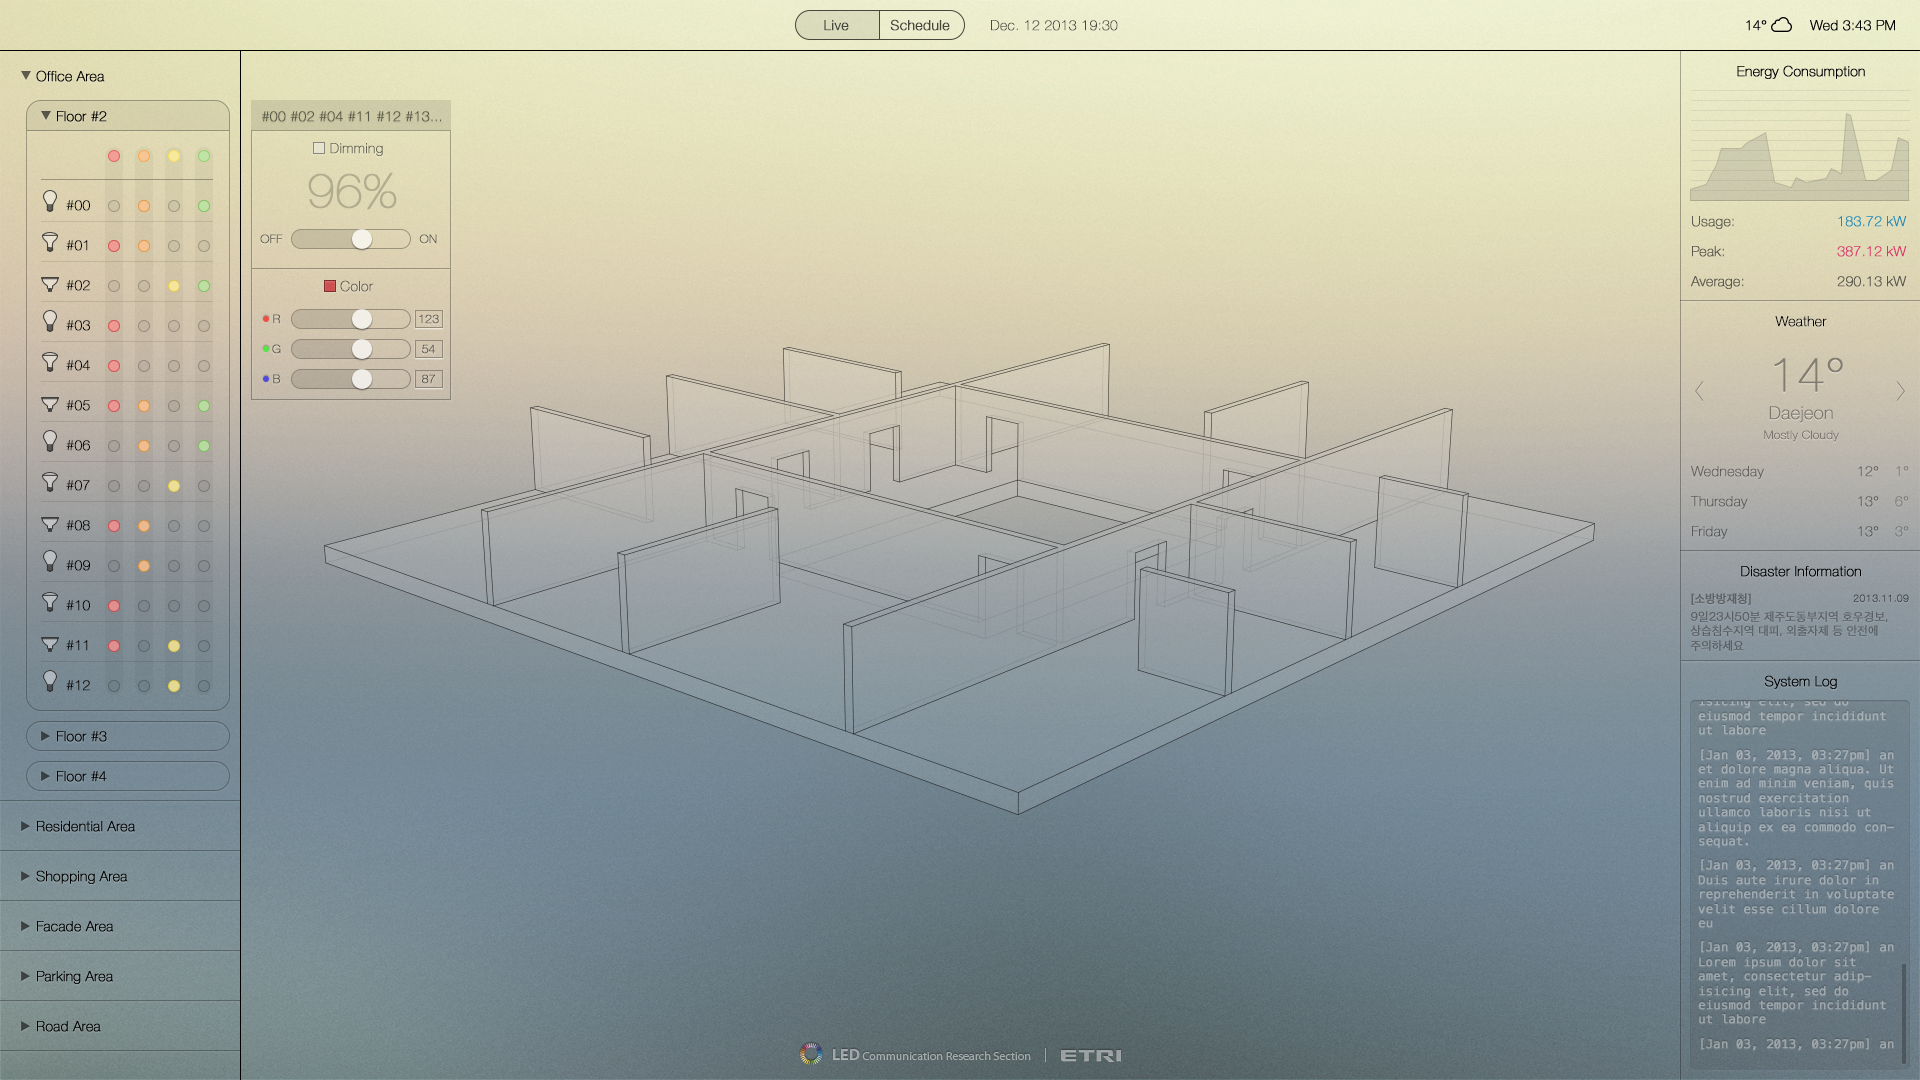 Live
Schedule
Dec. 12 2013 19:30
14°
Wed 3:43 PM
Office Area
Floor #2
#00
#01
#02
#03
#04
#05
#06
#07
#08
#09
#10
#11
#12
Floor #3
Floor #4
Residential Area
Shopping Area
Facade Area
Parking Area
Road Area
#00 #02 #04 #11 #12 #13...
Dimming
96%
OFF
ON
Color
R 123
G 54
B 87
Energy Consumption
Usage: 183.72 kW
Peak: 387.12 kW
Average: 290.13 kW
Weather
14°
Daejeon
Mostly Cloudy
Wednesday 12° 1°
Thursday 13° 6°
Friday 13° 3°
Disaster Information
[소방방재청] 2013.11.09
9일23시50분 제주도동부지역 호우경보,
상습침수지역 대피, 외출자제 등 안전에
주의하세요
System Log
isicing elit, sed do
eiusmod tempor incididunt
ut labore
[Jan 03, 2013, 03:27pm] an
et dolore magna aliqua. Ut
enim ad minim veniam, quis
nostrud exercitation
ullamco laboris nisi ut
aliquip ex ea commodo con-
sequat.
[Jan 03, 2013, 03:27pm] an
Duis aute irure dolor in
reprehenderit in voluptate
velit esse cillum dolore
eu
[Jan 03, 2013, 03:27pm] an
Lorem ipsum dolor sit
amet, consectetur adip-
isicing elit, sed do
eiusmod tempor incididunt
ut labore
[Jan 03, 2013, 03:27pm] an
LED Communication Research Section
ETRI